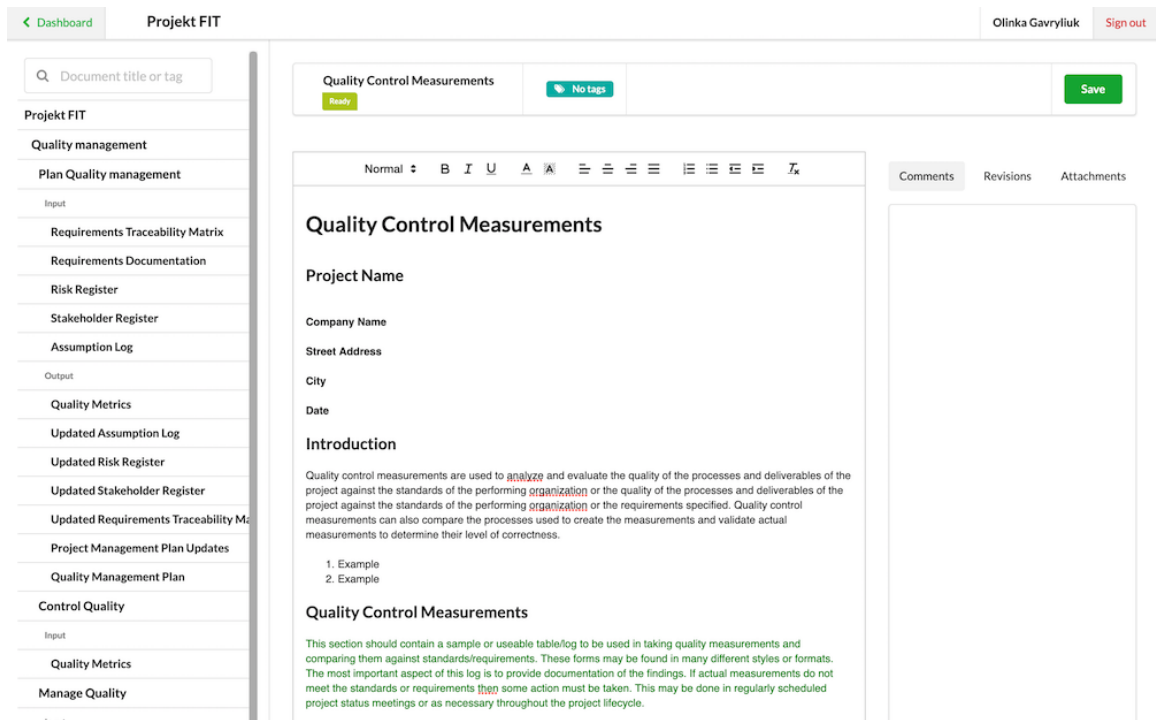 Dashboard
Projekt FIT
Olinka Gavryliuk
Sign out
Document title or tag
Projekt FIT
Quality management
Plan Quality management
Input
Requirements Traceability Matrix
Requirements Documentation
Risk Register
Stakeholder Register
Assumption Log
Output
Quality Metrics
Updated Assumption Log
Updated Risk Register
Updated Stakeholder Register
Updated Requirements Traceability Ma
Project Management Plan Updates
Quality Management Plan
Control Quality
Input
Quality Metrics
Manage Quality
Quality Control Measurements
Ready
No tags
Save
Normal B I U A A
Quality Control Measurements
Project Name
Company Name
Street Address
City
Date
Introduction
Quality control measurements are used to analyze and evaluate the quality of the processes and deliverables of the
project against the standards of the performing organization or the quality of the processes and deliverables of the
project against the standards of the performing organization or the requirements specified. Quality control
measurements can also compare the processes used to create the measurements and validate actual
measurements to determine their level of correctness.
1. Example
2. Example
Quality Control Measurements
This section should contain a sample or useable table/log to be used in taking quality measurements and
comparing them against standards/requirements. These forms may be found in many different styles or formats.
The most important aspect of this log is to provide documentation of the findings. If actual measurements do not
meet the standards or requirements then some action must be taken. This may be done in regularly scheduled
project status meetings or as necessary throughout the project lifecycle.
Comments
Revisions
Attachments